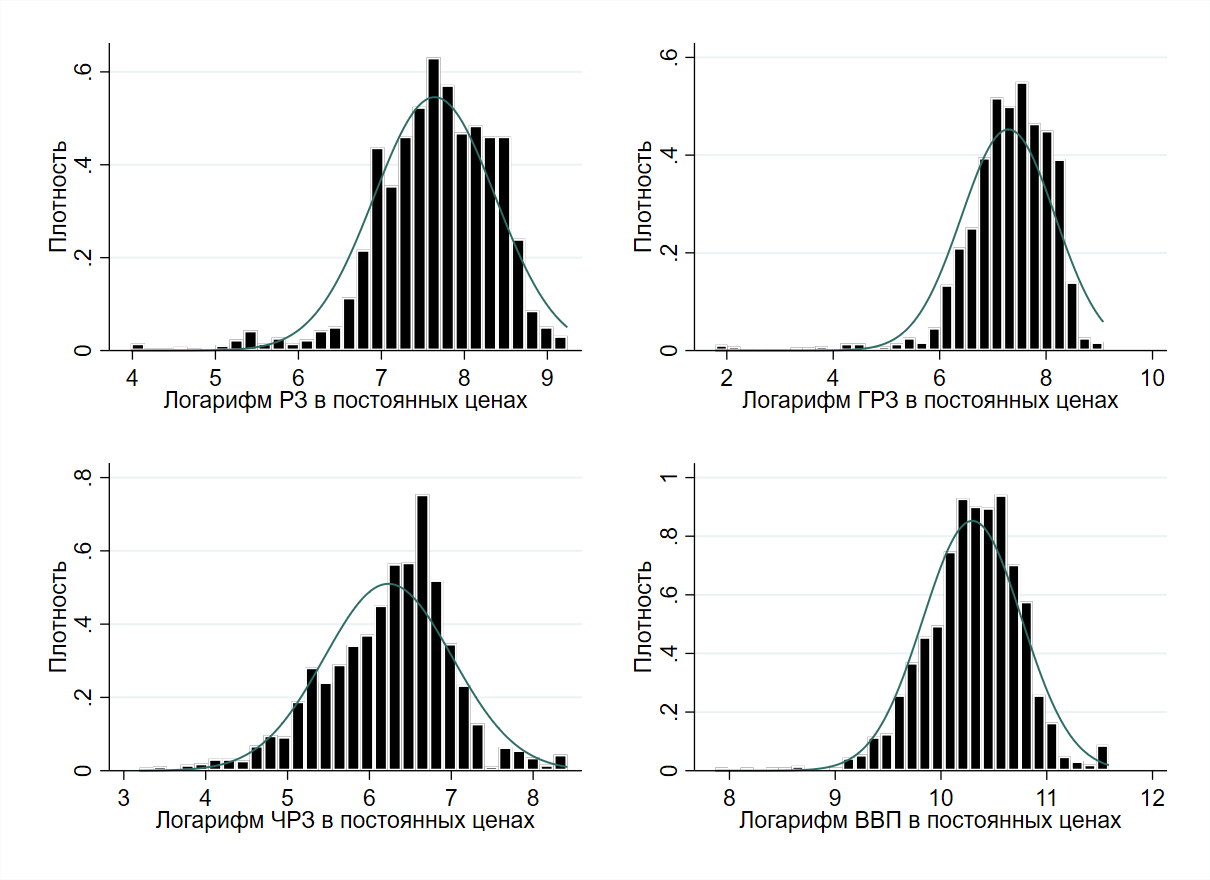 Плотность
0 .2 .4 .6
4 5 6 7 8 9
Логарифм РЗ в постоянных ценах
Плотность
0 .2 .4 .6
2 4 6 8 10
Логарифм ГРЗ в постоянных ценах
Плотность
0 .2 .4 .6 .8
3 4 5 6 7 8
Логарифм ЧРЗ в постоянных ценах
Плотность
0 .2 .4 .6 .8 1
8 9 10 11 12
Логарифм ВВП в постоянных ценах